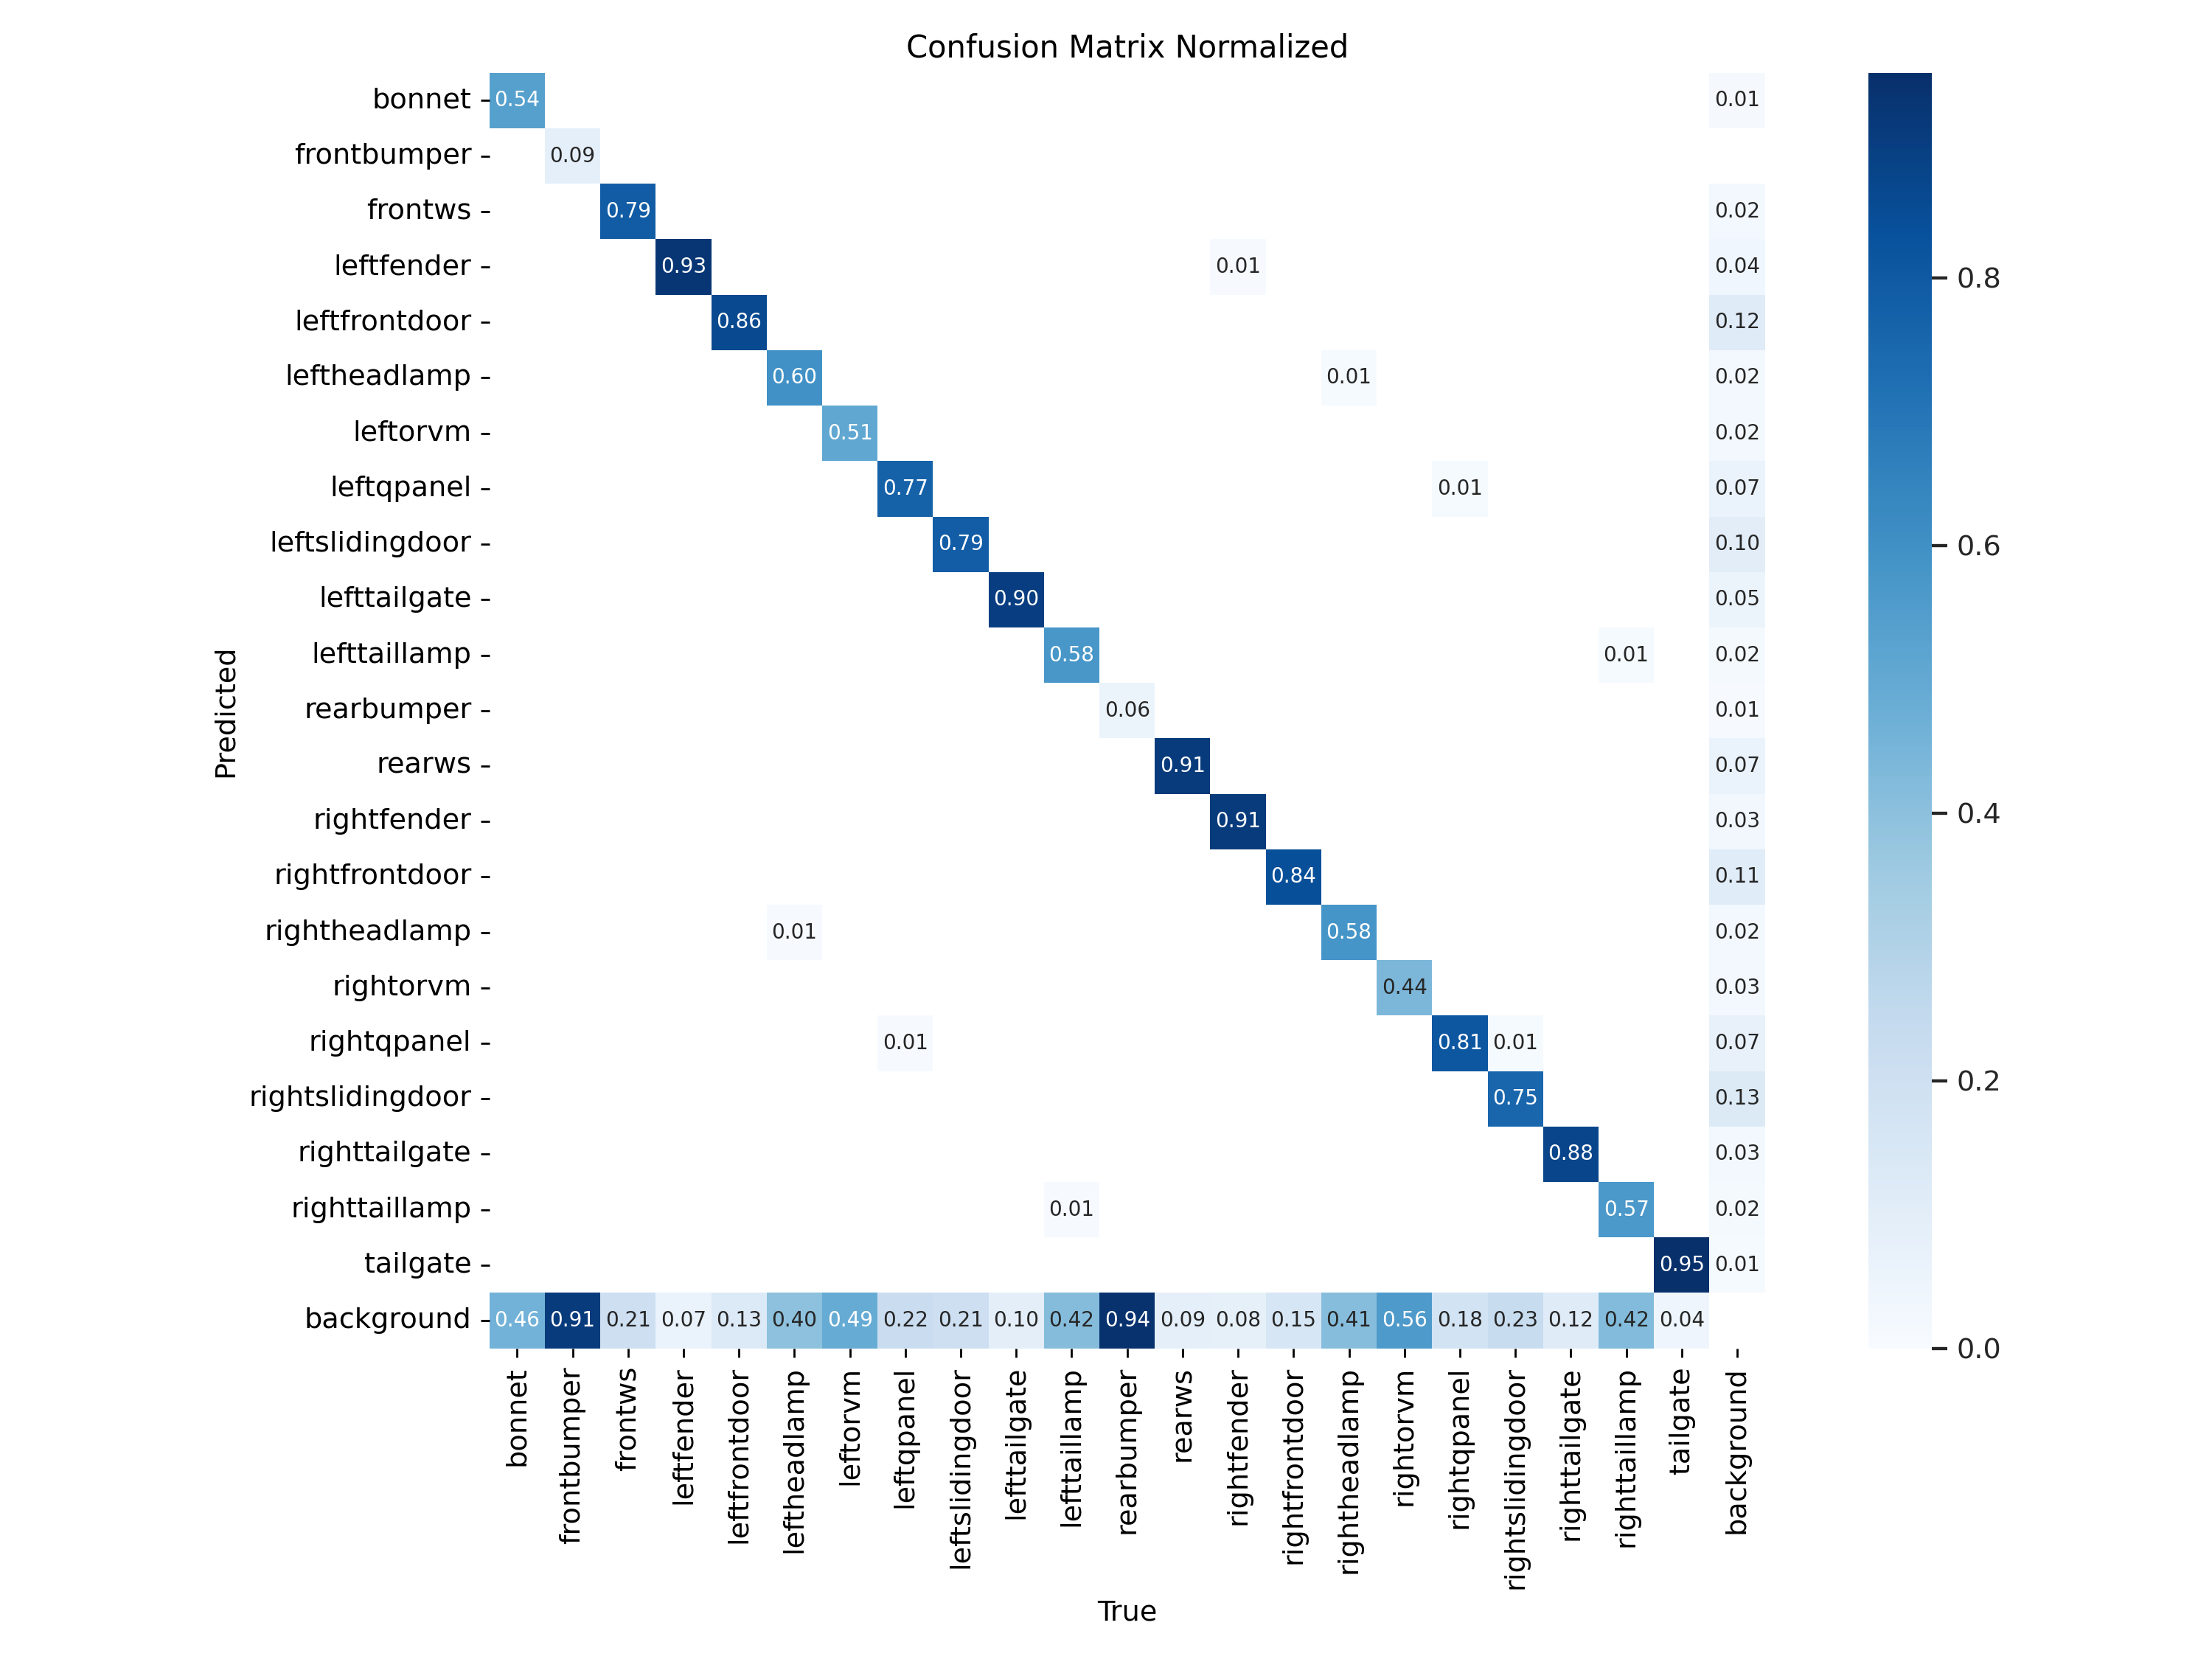 Confusion Matrix Normalized
bonnet 0.54 0.01
frontbumper 0.09
frontws 0.79 0.02
leftfender 0.93 0.01 0.04
0.8
leftfrontdoor 0.86 0.12
leftheadlamp 0.60 0.01 0.02
leftorvm 0.51 0.02
leftqpanel 0.77 0.01 0.07
leftslidingdoor 0.79 0.10
0.6
lefttailgate 0.90 0.05
lefttaillamp 0.58 0.01 0.02
Predicted
rearbumper 0.06 0.01
rearws 0.91 0.07
rightfender 0.91 0.03
0.4
rightfrontdoor 0.84 0.11
rightheadlamp 0.01 0.58 0.02
rightorvm 0.44 0.03
rightqpanel 0.01 0.81 0.01 0.07
rightslidingdoor 0.75 0.13
0.2
righttailgate 0.88 0.03
righttaillamp 0.01 0.57 0.02
tailgate 0.95 0.01
background 0.46 0.91 0.21 0.07 0.13 0.40 0.49 0.22 0.21 0.10 0.42 0.94 0.09 0.08 0.15 0.41 0.56 0.18 0.23 0.12 0.42 0.04
0.0
bonnet
frontbumper
frontws
leftfender
leftfrontdoor
leftheadlamp
leftorvm
leftqpanel
leftslidingdoor
lefttailgate
lefttaillamp
rearbumper
rearws
rightfender
rightfrontdoor
rightheadlamp
rightorvm
rightqpanel
rightslidingdoor
righttailgate
righttaillamp
tailgate
background
True